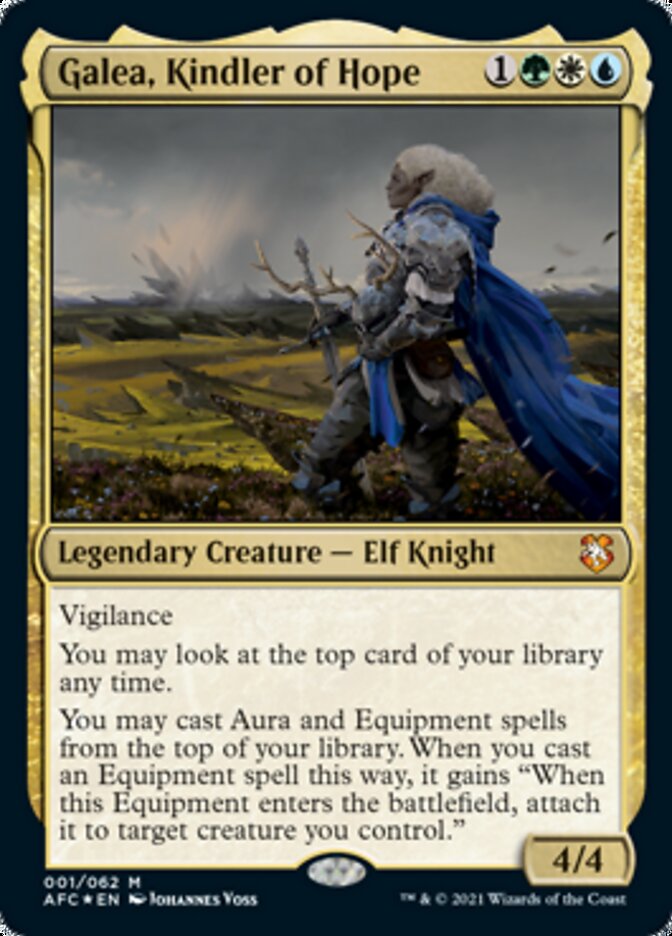 Galea, Kindler of Hope 1
Legendary Creature — Elf Knight
Vigilance
You may look at the top card of your library
any time.
You may cast Aura and Equipment spells
from the top of your library. When you cast
an Equipment spell this way, it gains “When
this Equipment enters the battlefield, attach
it to target creature you control.”
4/4
001/062 M
AFC★EN Johannes Voss
™ & © 2021 Wizards of the Coast